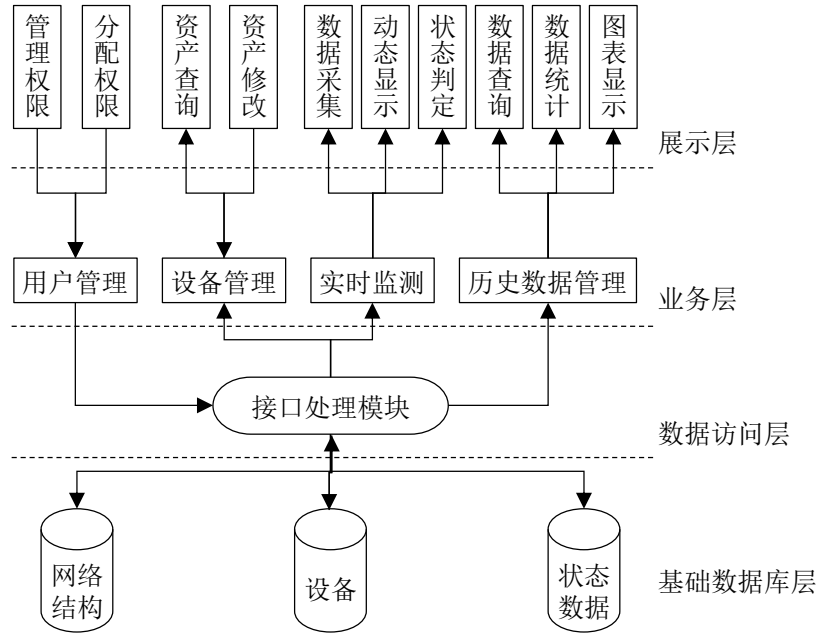 管理权限
分配权限
资产查询
资产修改
数据采集
动态显示
状态判定
数据查询
数据统计
图表显示
展示层
用户管理
设备管理
实时监测
历史数据管理
业务层
接口处理模块
数据访问层
网络
结构
设备
状态
数据
基础数据库层